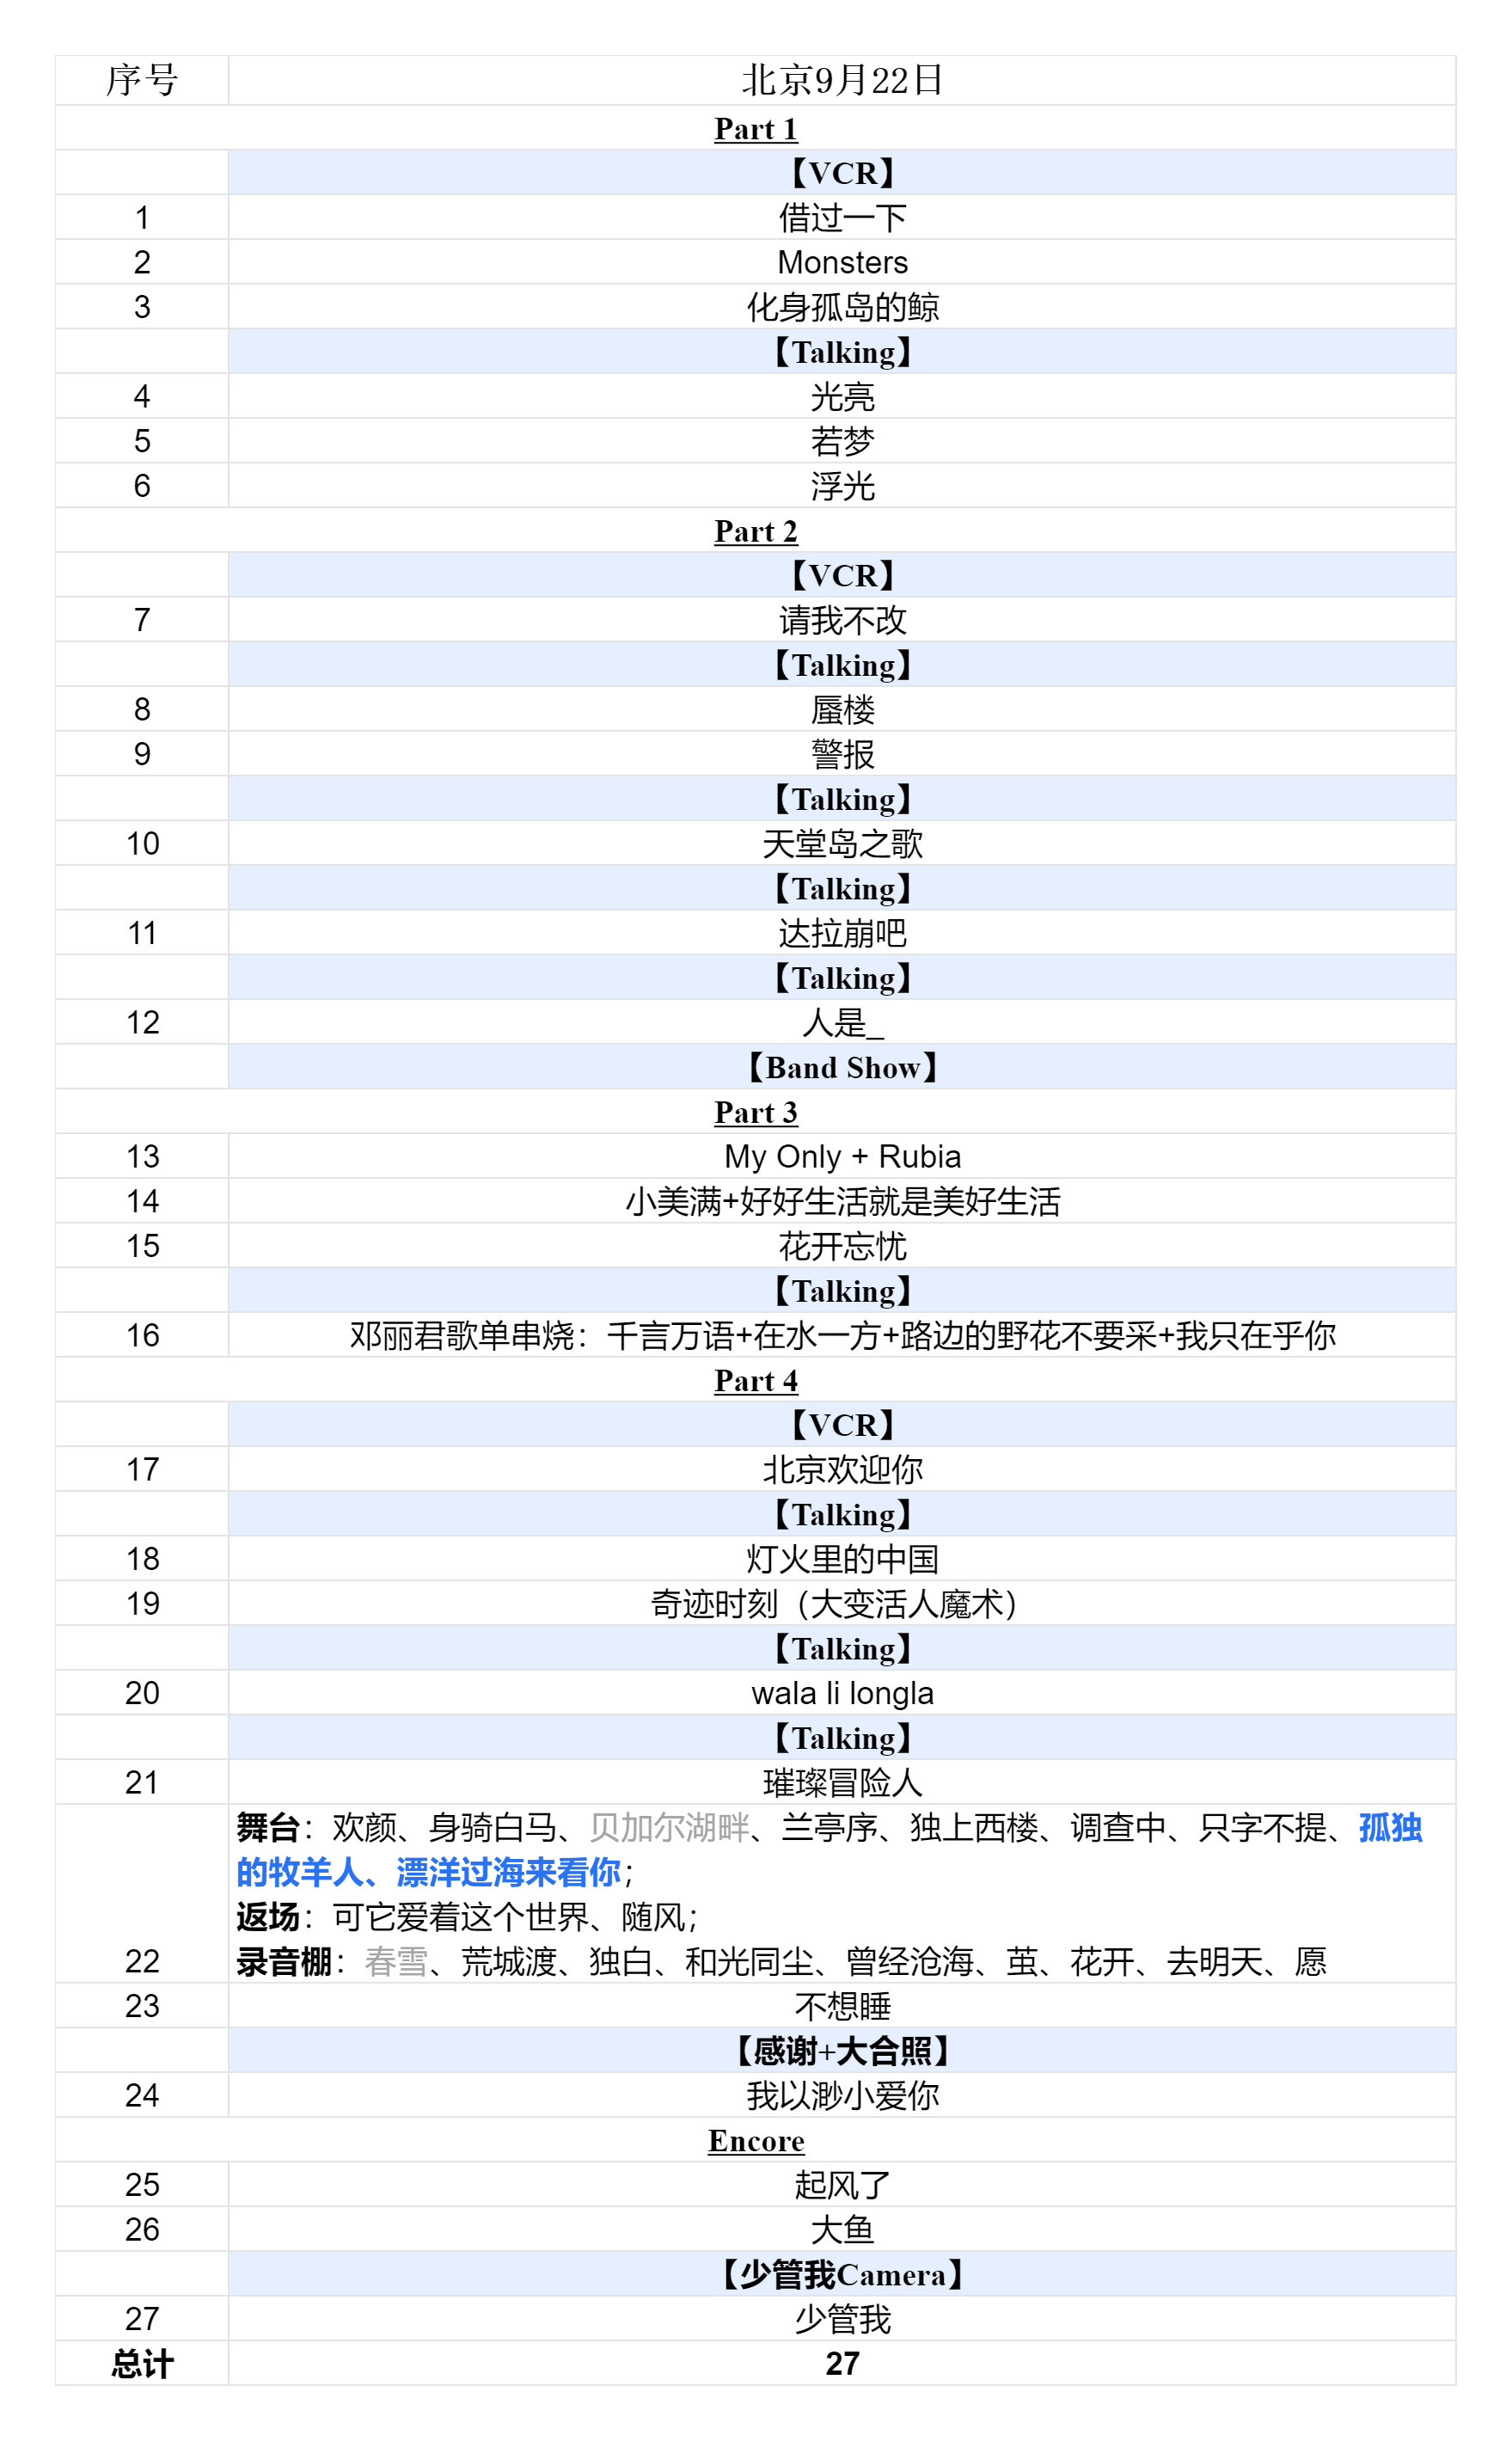 序号 北京9月22日
Part 1
【VCR】
1 借过一下
2 Monsters
3 化身孤岛的鲸
【Talking】
4 光亮
5 若梦
6 浮光
Part 2
【VCR】
7 请我不改
【Talking】
8 蜃楼
9 警报
【Talking】
10 天堂岛之歌
【Talking】
11 达拉崩吧
【Talking】
12 人是_
【Band Show】
Part 3
13 My Only + Rubia
14 小美满+好好生活就是美好生活
15 花开忘忧
【Talking】
16 邓丽君歌单串烧：千言万语+在水一方+路边的野花不要采+我只在乎你
Part 4
【VCR】
17 北京欢迎你
【Talking】
18 灯火里的中国
19 奇迹时刻（大变活人魔术）
【Talking】
20 wala li longla
【Talking】
21 璀璨冒险人
舞台：欢颜、身骑白马、贝加尔湖畔、兰亭序、独上西楼、调查中、只字不提、孤独
的牧羊人、漂洋过海来看你；
返场：可它爱着这个世界、随风；
22 录音棚：春雪、荒城渡、独白、和光同尘、曾经沧海、茧、花开、去明天、愿
23 不想睡
【感谢+大合照】
24 我以渺小爱你
Encore
25 起风了
26 大鱼
【少管我Camera】
27 少管我
总计 27